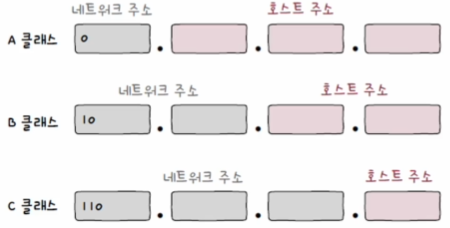 네트워크 주소 호스트 주소
A 클래스 0 . . .
네트워크 주소 호스트 주소
B 클래스 10 . . .
네트워크 주소 호스트 주소
C 클래스 110 . . .